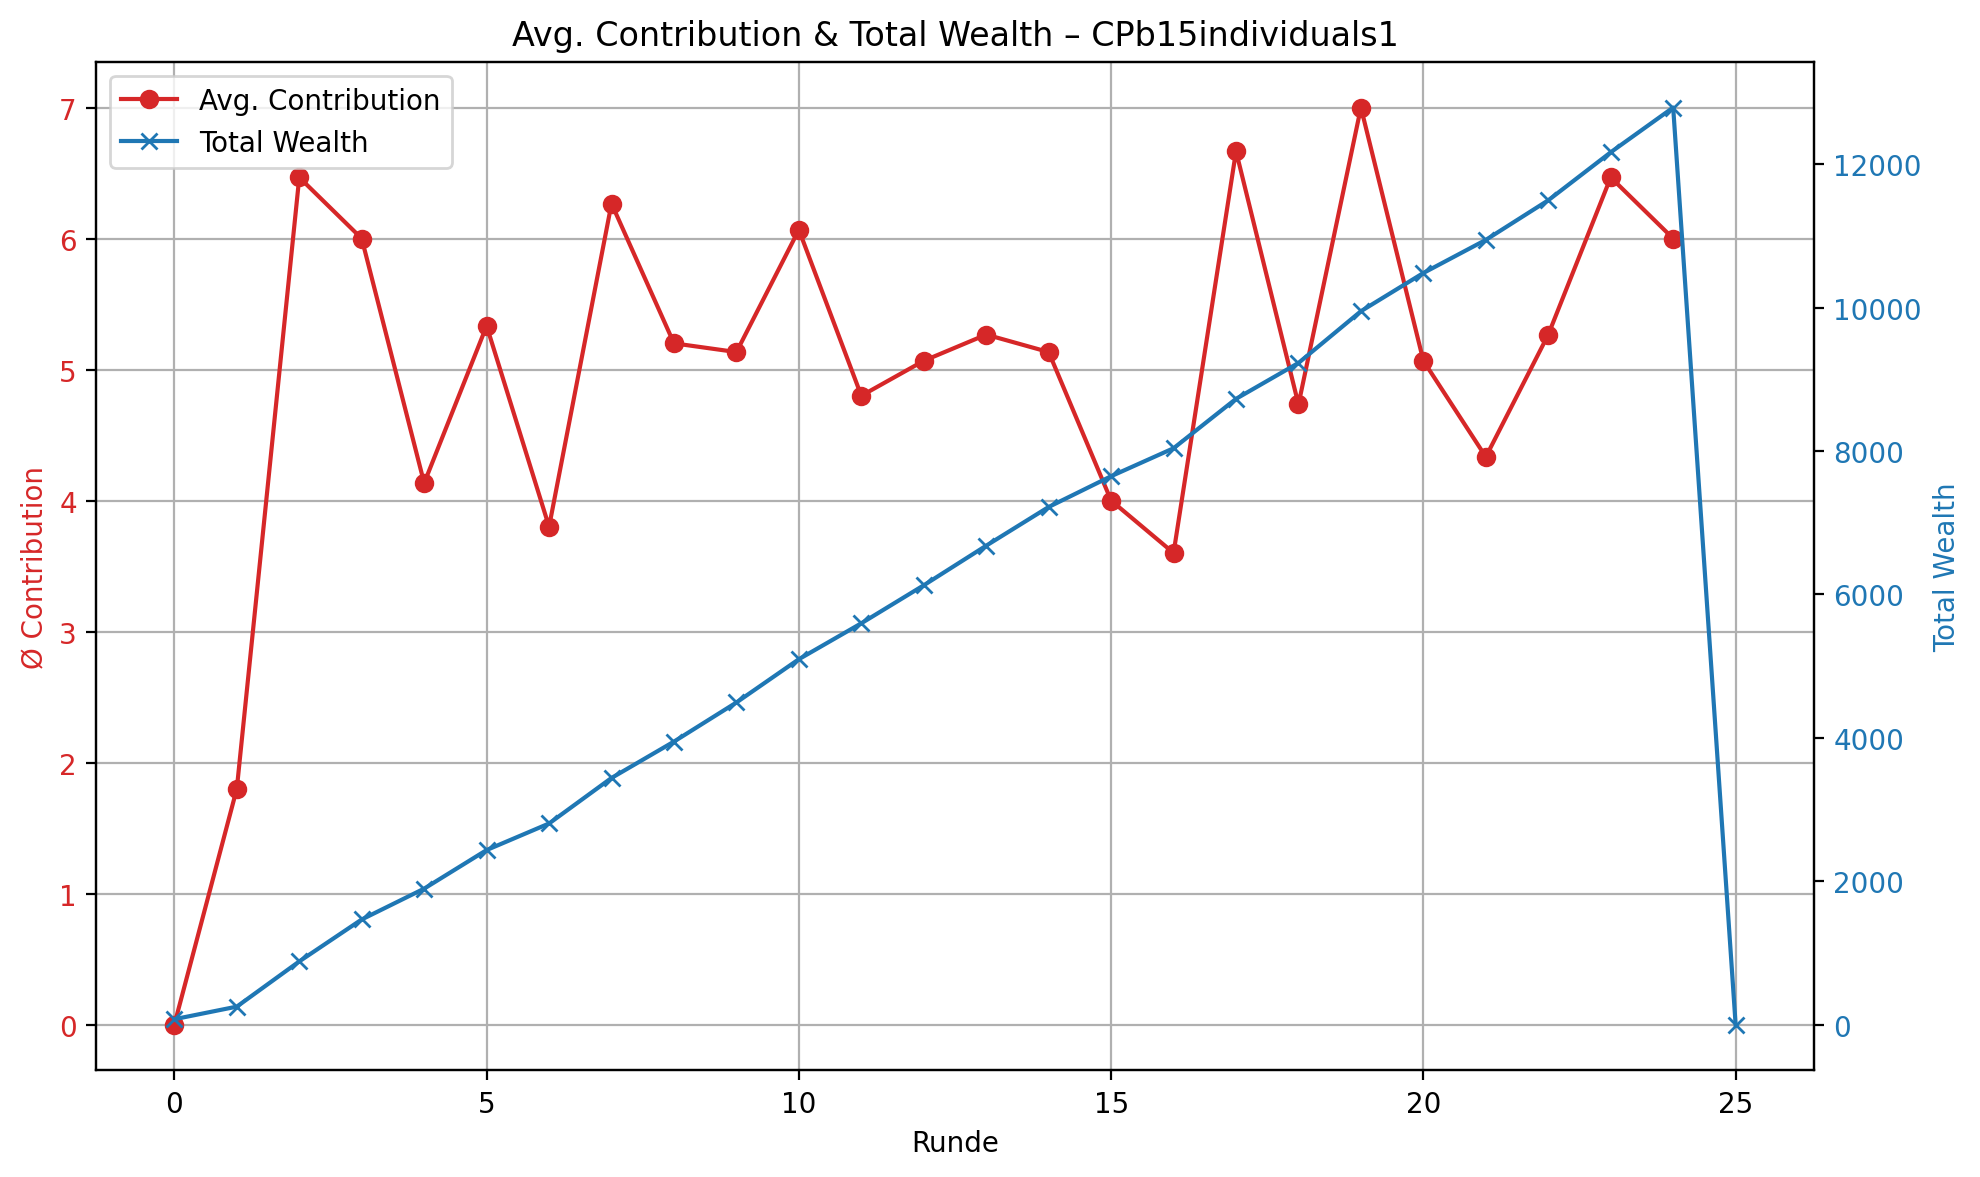 Avg. Contribution & Total Wealth – CPb15individuals1
Avg. Contribution
Total Wealth
7
6
5
4
3
2
1
0
Ø Contribution
12000
10000
8000
6000
4000
2000
0
Total Wealth
0 5 10 15 20 25
Runde